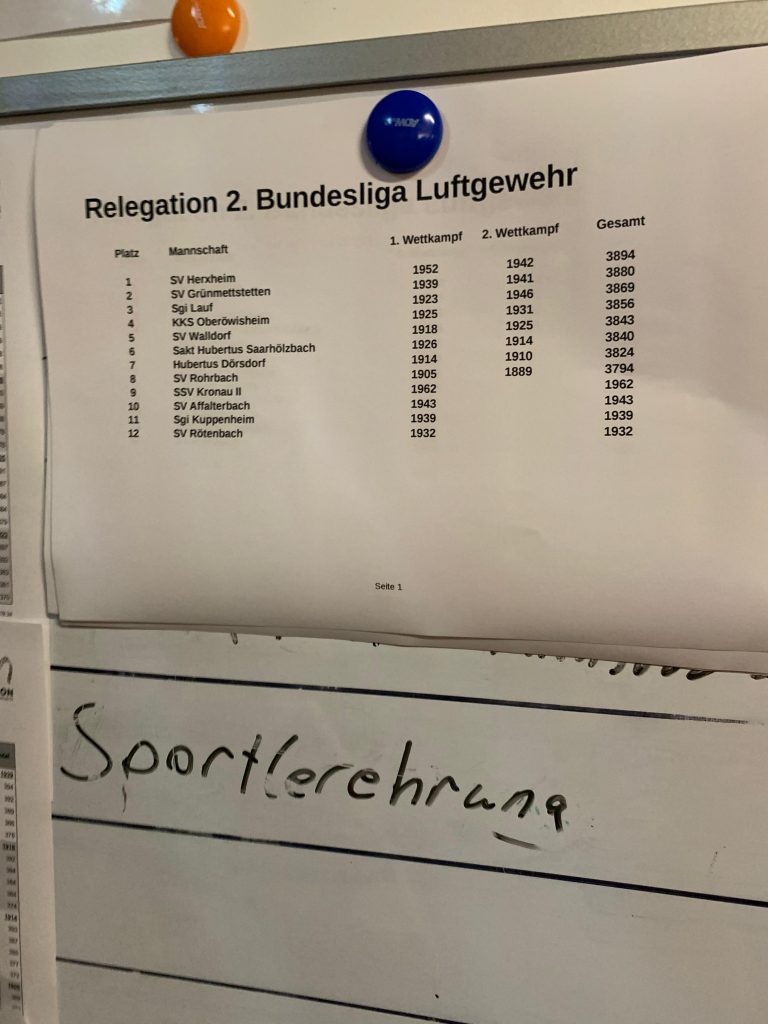 Relegation 2. Bundesliga Luftgewehr
Platz Mannschaft 1. Wettkampf 2. Wettkampf Gesamt
1 SV Herxheim 1952 1942 3894
2 SV Grünmettstetten 1939 1941 3880
3 Sgi Lauf 1923 1946 3869
4 KKS Oberöwisheim 1925 1931 3856
5 SV Walldorf 1918 1925 3843
6 Sakt Hubertus Saarhölzbach 1926 1914 3840
7 Hubertus Dörsdorf 1914 1910 3824
8 SV Rohrbach 1905 1889 3794
9 SSV Kronau II 1962 1962
10 SV Affalterbach 1943 1943
11 Sgi Kuppenheim 1939 1939
12 SV Rötenbach 1932 1932
Seite 1
Sportlerehrung